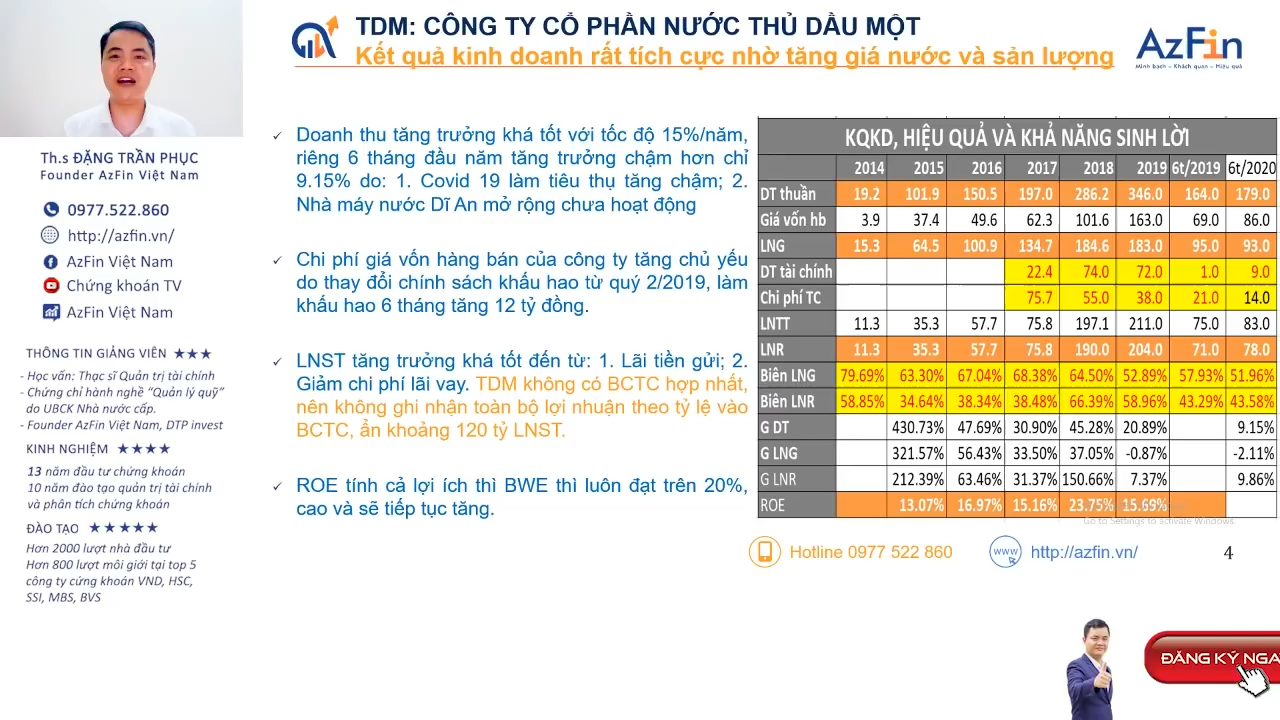 TDM: CÔNG TY CỔ PHẦN NƯỚC THỦ DẦU MỘT
Kết quả kinh doanh rất tích cực nhờ tăng giá nước và sản lượng
AzFin
Minh bạch – Khách quan – Hiệu quả
Th.s ĐẶNG TRẦN PHỤC
Founder AzFin Việt Nam
0977.522.860
http://azfin.vn/
AzFin Việt Nam
Chứng khoán TV
AzFin Việt Nam
THÔNG TIN GIẢNG VIÊN ★★★
- Học vấn: Thạc sĩ Quản trị tài chính
- Chứng chỉ hành nghề “Quản lý quỹ”
do UBCK Nhà nước cấp.
- Founder AzFin Việt Nam, DTP invest
KINH NGHIỆM ★★★★
13 năm đầu tư chứng khoán
10 năm đào tạo quản trị tài chính
và phân tích chứng khoán
ĐÀO TẠO ★★★★★
Hơn 2000 lượt nhà đầu tư
Hơn 800 lượt môi giới tại top 5
công ty cứng khoán VND, HSC,
SSI, MBS, BVS
✓ Doanh thu tăng trưởng khá tốt với tốc độ 15%/năm,
riêng 6 tháng đầu năm tăng trưởng chậm hơn chỉ
9.15% do: 1. Covid 19 làm tiêu thụ tăng chậm; 2.
Nhà máy nước Dĩ An mở rộng chưa hoạt động
✓ Chi phí giá vốn hàng bán của công ty tăng chủ yếu
do thay đổi chính sách khấu hao từ quý 2/2019, làm
khấu hao 6 tháng tăng 12 tỷ đồng.
✓ LNST tăng trưởng khá tốt đến từ: 1. Lãi tiền gửi; 2.
Giảm chi phí lãi vay. TDM không có BCTC hợp nhất,
nên không ghi nhận toàn bộ lợi nhuận theo tỷ lệ vào
BCTC, ẩn khoảng 120 tỷ LNST.
✓ ROE tính cả lợi ích thì BWE thì luôn đạt trên 20%,
cao và sẽ tiếp tục tăng.
KQKD, HIỆU QUẢ VÀ KHẢ NĂNG SINH LỜI
2014 2015 2016 2017 2018 2019 6t/2019 6t/2020
DT thuần 19.2 101.9 150.5 197.0 286.2 346.0 164.0 179.0
Giá vốn hb 3.9 37.4 49.6 62.3 101.6 163.0 69.0 86.0
LNG 15.3 64.5 100.9 134.7 184.6 183.0 95.0 93.0
DT tài chính 22.4 74.0 72.0 1.0 9.0
Chi phí TC 75.7 55.0 38.0 21.0 14.0
LNTT 11.3 35.3 57.7 75.8 197.1 211.0 75.0 83.0
LNR 11.3 35.3 57.7 75.8 190.0 204.0 71.0 78.0
Biên LNG 79.69% 63.30% 67.04% 68.38% 64.50% 52.89% 57.93% 51.96%
Biên LNR 58.85% 34.64% 38.34% 38.48% 66.39% 58.96% 43.29% 43.58%
G DT 430.73% 47.69% 30.90% 45.28% 20.89% 9.15%
G LNG 321.57% 56.43% 33.50% 37.05% -0.87% -2.11%
G LNR 212.39% 63.46% 31.37% 150.66% 7.37% 9.86%
ROE 13.07% 16.97% 15.16% 23.75% 15.69%
Go to Settings to activate Windows.
Hotline 0977 522 860
www
http://azfin.vn/
4
ĐĂNG KÝ NGA